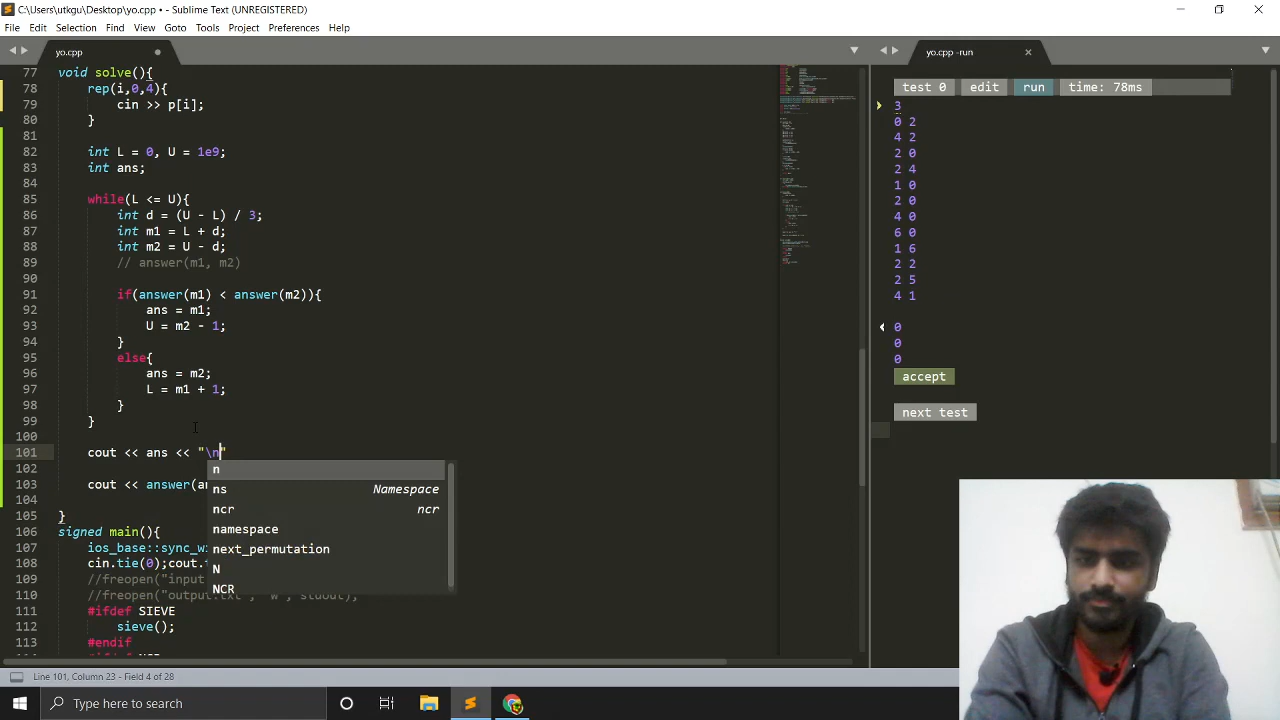 C:\Users\utkgu\yo.cpp • - Sublime Text (UNREGISTERED)
File Edit Selection Find View Goto Tools Project Preferences Help
yo.cpp
yo.cpp -run
77 void solve(){
78 rep(i,0,4){
79 cin >> p[i];
80 }
81
82 int L = 0, U = 1e9;
83 int ans;
84
85 while(L <= U){
86 int d = (U - L) / 3;
87 int m1 = L + d;
88 int m2 = U - d;
89 // answer(m1, m2)
90
91 if(answer(m1) < answer(m2)){
92 ans = m1;
93 U = m2 - 1;
94 }
95 else{
96 ans = m2;
97 L = m1 + 1;
98 }
99 }
100
101 cout << ans << "\n"
102
103 cout << answer(an
104
105 }
106 signed main(){
107 ios_base::sync_wi
108 cin.tie(0);cout.
109 //freopen("input
110 //freopen("output.txt", "w", stdout);
111 #ifdef SIEVE
112 sieve();
113 #endif
n
ns Namespace
ncr ncr
namespace
next_permutation
N
NCR
test 0 edit run time: 78ms
3
0 2
4 2
2 0
2 4
1 0
2 0
4 0
6 0
1 6
2 2
2 5
4 1
0
0
0
accept
next test
Line 101, Column 23 - Field 4 of 28
Type here to search